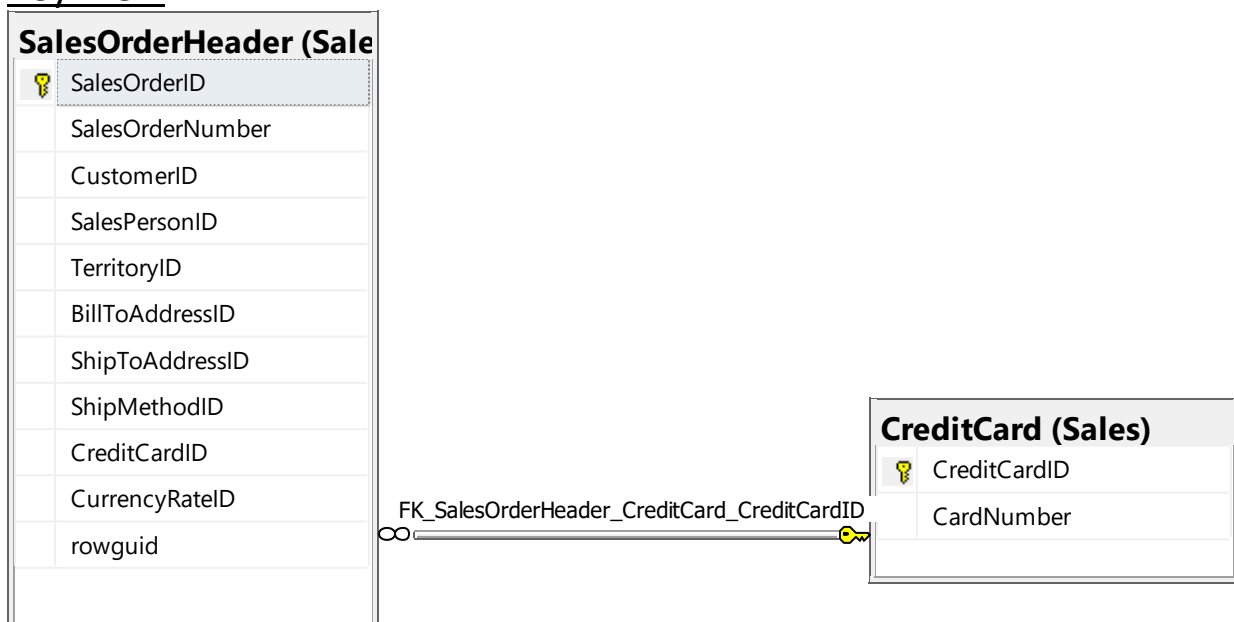 SalesOrderHeader (Sale
SalesOrderID
SalesOrderNumber
CustomerID
SalesPersonID
TerritoryID
BillToAddressID
ShipToAddressID
ShipMethodID
CreditCardID
CurrencyRateID
rowguid
FK_SalesOrderHeader_CreditCard_CreditCardID
CreditCard (Sales)
CreditCardID
CardNumber